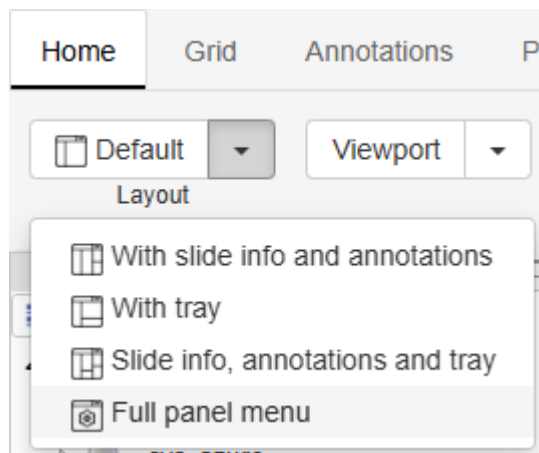 Home Grid Annotations P
Default Viewport
Layout
With slide info and annotations
With tray
Slide info, annotations and tray
Full panel menu